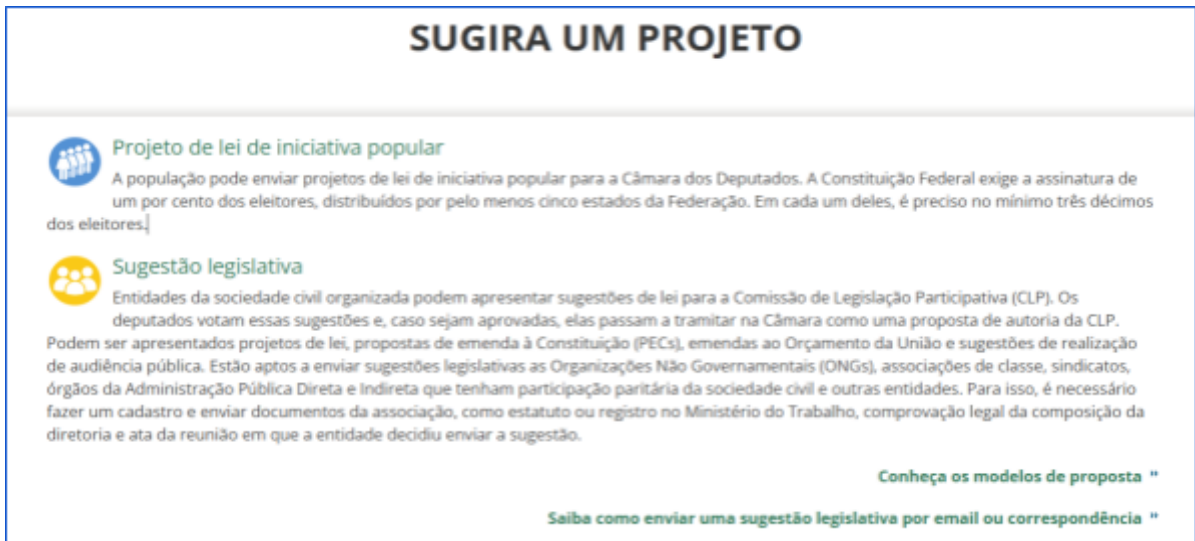 SUGIRA UM PROJETO
Projeto de lei de iniciativa popular
A população pode enviar projetos de lei de iniciativa popular para a Câmara dos Deputados. A Constituição Federal exige a assinatura de
um por cento dos eleitores, distribuídos por pelo menos cinco estados da Federação. Em cada um deles, é preciso no mínimo três décimos
dos eleitores.
Sugestão legislativa
Entidades da sociedade civil organizada podem apresentar sugestões de lei para a Comissão de Legislação Participativa (CLP). Os
deputados votam essas sugestões e, caso sejam aprovadas, elas passam a tramitar na Câmara como uma proposta de autoria da CLP.
Podem ser apresentados projetos de lei, propostas de emenda à Constituição (PECs), emendas ao Orçamento da União e sugestões de realização
de audiência pública. Estão aptos a enviar sugestões legislativas as Organizações Não Governamentais (ONGs), associações de classe, sindicatos,
órgãos da Administração Pública Direta e Indireta que tenham participação paritária da sociedade civil e outras entidades. Para isso, é necessário
fazer um cadastro e enviar documentos da associação, como estatuto ou registro no Ministério do Trabalho, comprovação legal da composição da
diretoria e ata da reunião em que a entidade decidiu enviar a sugestão.
Conheça os modelos de proposta "
Saiba como enviar uma sugestão legislativa por email ou correspondência "